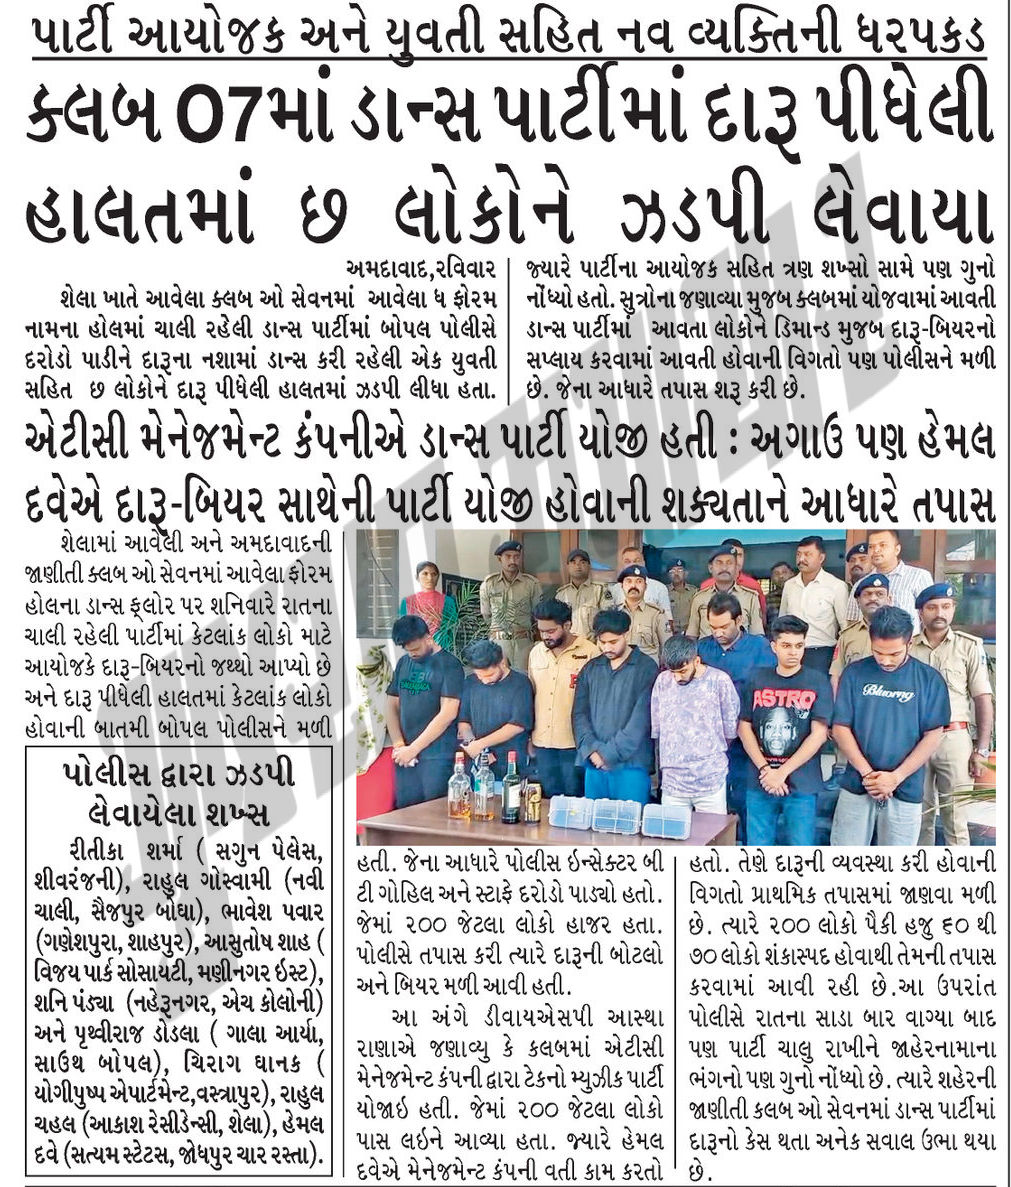 પાર્ટી આયોજક અને યુવતી સહિત નવ વ્યક્તિની ધરપકડ
ક્લબ O7માં ડાન્સ પાર્ટીમાં દારૂ પીધેલી
હાલતમાં છ લોકોને ઝડપી લેવાયા
અમદાવાદ,રવિવાર
શેલા ખાતે આવેલા ક્લબ ઓ સેવનમાં આવેલા ધ ફોરમ
નામના હોલમાં ચાલી રહેલી ડાન્સ પાર્ટીમાં બોપલ પોલીસે
દરોડો પાડીને દારૂના નશામાં ડાન્સ કરી રહેલી એક યુવતી
સહિત છ લોકોને દારૂ પીધેલી હાલતમાં ઝડપી લીધા હતા.
જ્યારે પાર્ટીના આયોજક સહિત ત્રણ શખ્સો સામે પણ ગુનો
નોંધ્યો હતો. સુત્રોના જણાવ્યા મુજબ ક્લબમાં યોજવામાં આવતી
ડાન્સ પાર્ટીમાં આવતા લોકોને ડિમાન્ડ મુજબ દારૂ-બિયરનો
સપ્લાય કરવામાં આવતી હોવાની વિગતો પણ પોલીસને મળી
છે. જેના આધારે તપાસ શરૂ કરી છે.
એટીસી મેનેજમેન્ટ કંપનીએ ડાન્સ પાર્ટી યોજી હતી : અગાઉ પણ હેમલ
દવેએ દારૂ-બિયર સાથેની પાર્ટી યોજી હોવાની શક્યતાને આધારે તપાસ
શેલામાં આવેલી અને અમદાવાદની
જાણીતી ક્લબ ઓ સેવનમાં આવેલા ફોરમ
હોલના ડાન્સ ફ્લોર પર શનિવારે રાતના
ચાલી રહેલી પાર્ટીમાં કેટલાંક લોકો માટે
આયોજકે દારૂ-બિયરનો જથ્થો આપ્યો છે
અને દારૂ પીધેલી હાલતમાં કેટલાંક લોકો
હોવાની બાતમી બોપલ પોલીસને મળી
પોલીસ દ્વારા ઝડપી
લેવાયેલા શખ્સ
રીતીકા શર્મા ( સગુન પેલેસ,
શીવરંજની), રાહુલ ગોસ્વામી (નવી
ચાલી, સૈજપુર બોઘા), ભાવેશ પવાર
(ગણેશપુરા, શાહપુર), આસુતોષ શાહ (
વિજય પાર્ક સોસાયટી, મણીનગર ઇસ્ટ),
શનિ પંડ્યા (નહેરૂનગર, એચ કોલોની)
અને પૃથ્વીરાજ ડોડલા ( ગાલા આર્યા,
સાઉથ બોપલ), ચિરાગ ઘાનક (
યોગીપુષ્પ એપાર્ટમેન્ટ,વસ્ત્રાપુર), રાહુલ
ચહલ (આકાશ રેસીડેન્સી, શેલા), હેમલ
દવે (સત્યમ સ્ટેટસ, જોધપુર ચાર રસ્તા).
ASTRO
Bluorng
હતી. જેના આધારે પોલીસ ઇન્સેક્ટર બી
ટી ગોહિલ અને સ્ટાફે દરોડો પાડ્યો હતો.
જેમાં ૨૦૦ જેટલા લોકો હાજર હતા.
પોલીસે તપાસ કરી ત્યારે દારૂની બોટલો
અને બિયર મળી આવી હતી.
આ અંગે ડીવાયએસપી આસ્થા
રાણાએ જણાવ્યુ કે કલબમાં એટીસી
મેનેજમેન્ટ કંપની દ્વારા ટેકનો મ્યુઝીક પાર્ટી
યોજાઇ હતી. જેમાં ૨૦૦ જેટલા લોકો
પાસ લઇને આવ્યા હતા. જ્યારે હેમલ
દવેએ મેનેજમેન્ટ કંપની વતી કામ કરતો
હતો. તેણે દારૂની વ્યવસ્થા કરી હોવાની
વિગતો પ્રાથમિક તપાસમાં જાણવા મળી
છે. ત્યારે ૨૦૦ લોકો પૈકી હજુ ૬૦ થી
૭૦ લોકો શંકાસ્પદ હોવાથી તેમની તપાસ
કરવામાં આવી રહી છે.આ ઉપરાંત
પોલીસે રાતના સાડા બાર વાગ્યા બાદ
પણ પાર્ટી ચાલુ રાખીને જાહેરનામાના
ભંગનો પણ ગુનો નોંધ્યો છે. ત્યારે શહેરની
જાણીતી કલબ ઓ સેવનમાં ડાન્સ પાર્ટીમાં
દારૂનો કેસ થતા અનેક સવાલ ઉભા થયા
છે.